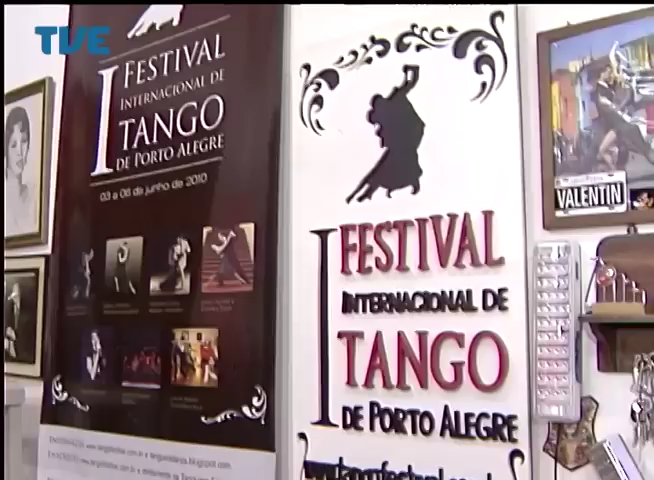 TVE
I FESTIVAL
INTERNACIONAL DE
TANGO
DE PORTO ALEGRE
03 a 06 de junho de 2010
I FESTIVAL
INTERNACIONAL DE
TANGO
DE PORTO ALEGRE
VALENTIN